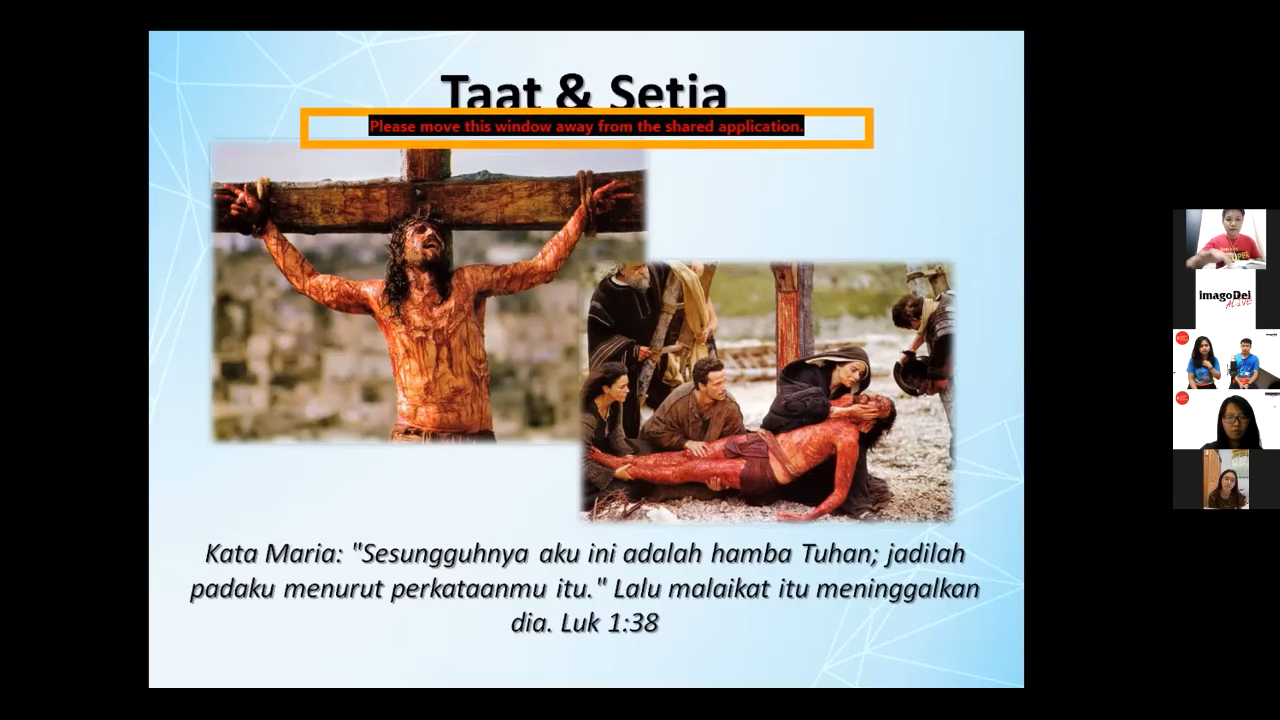 Taat & Setia
Please move this window away from the shared application.
Kata Maria: "Sesungguhnya aku ini adalah hamba Tuhan; jadilah
padaku menurut perkataanmu itu." Lalu malaikat itu meninggalkan
dia. Luk 1:38
imagoDei
ALIVE